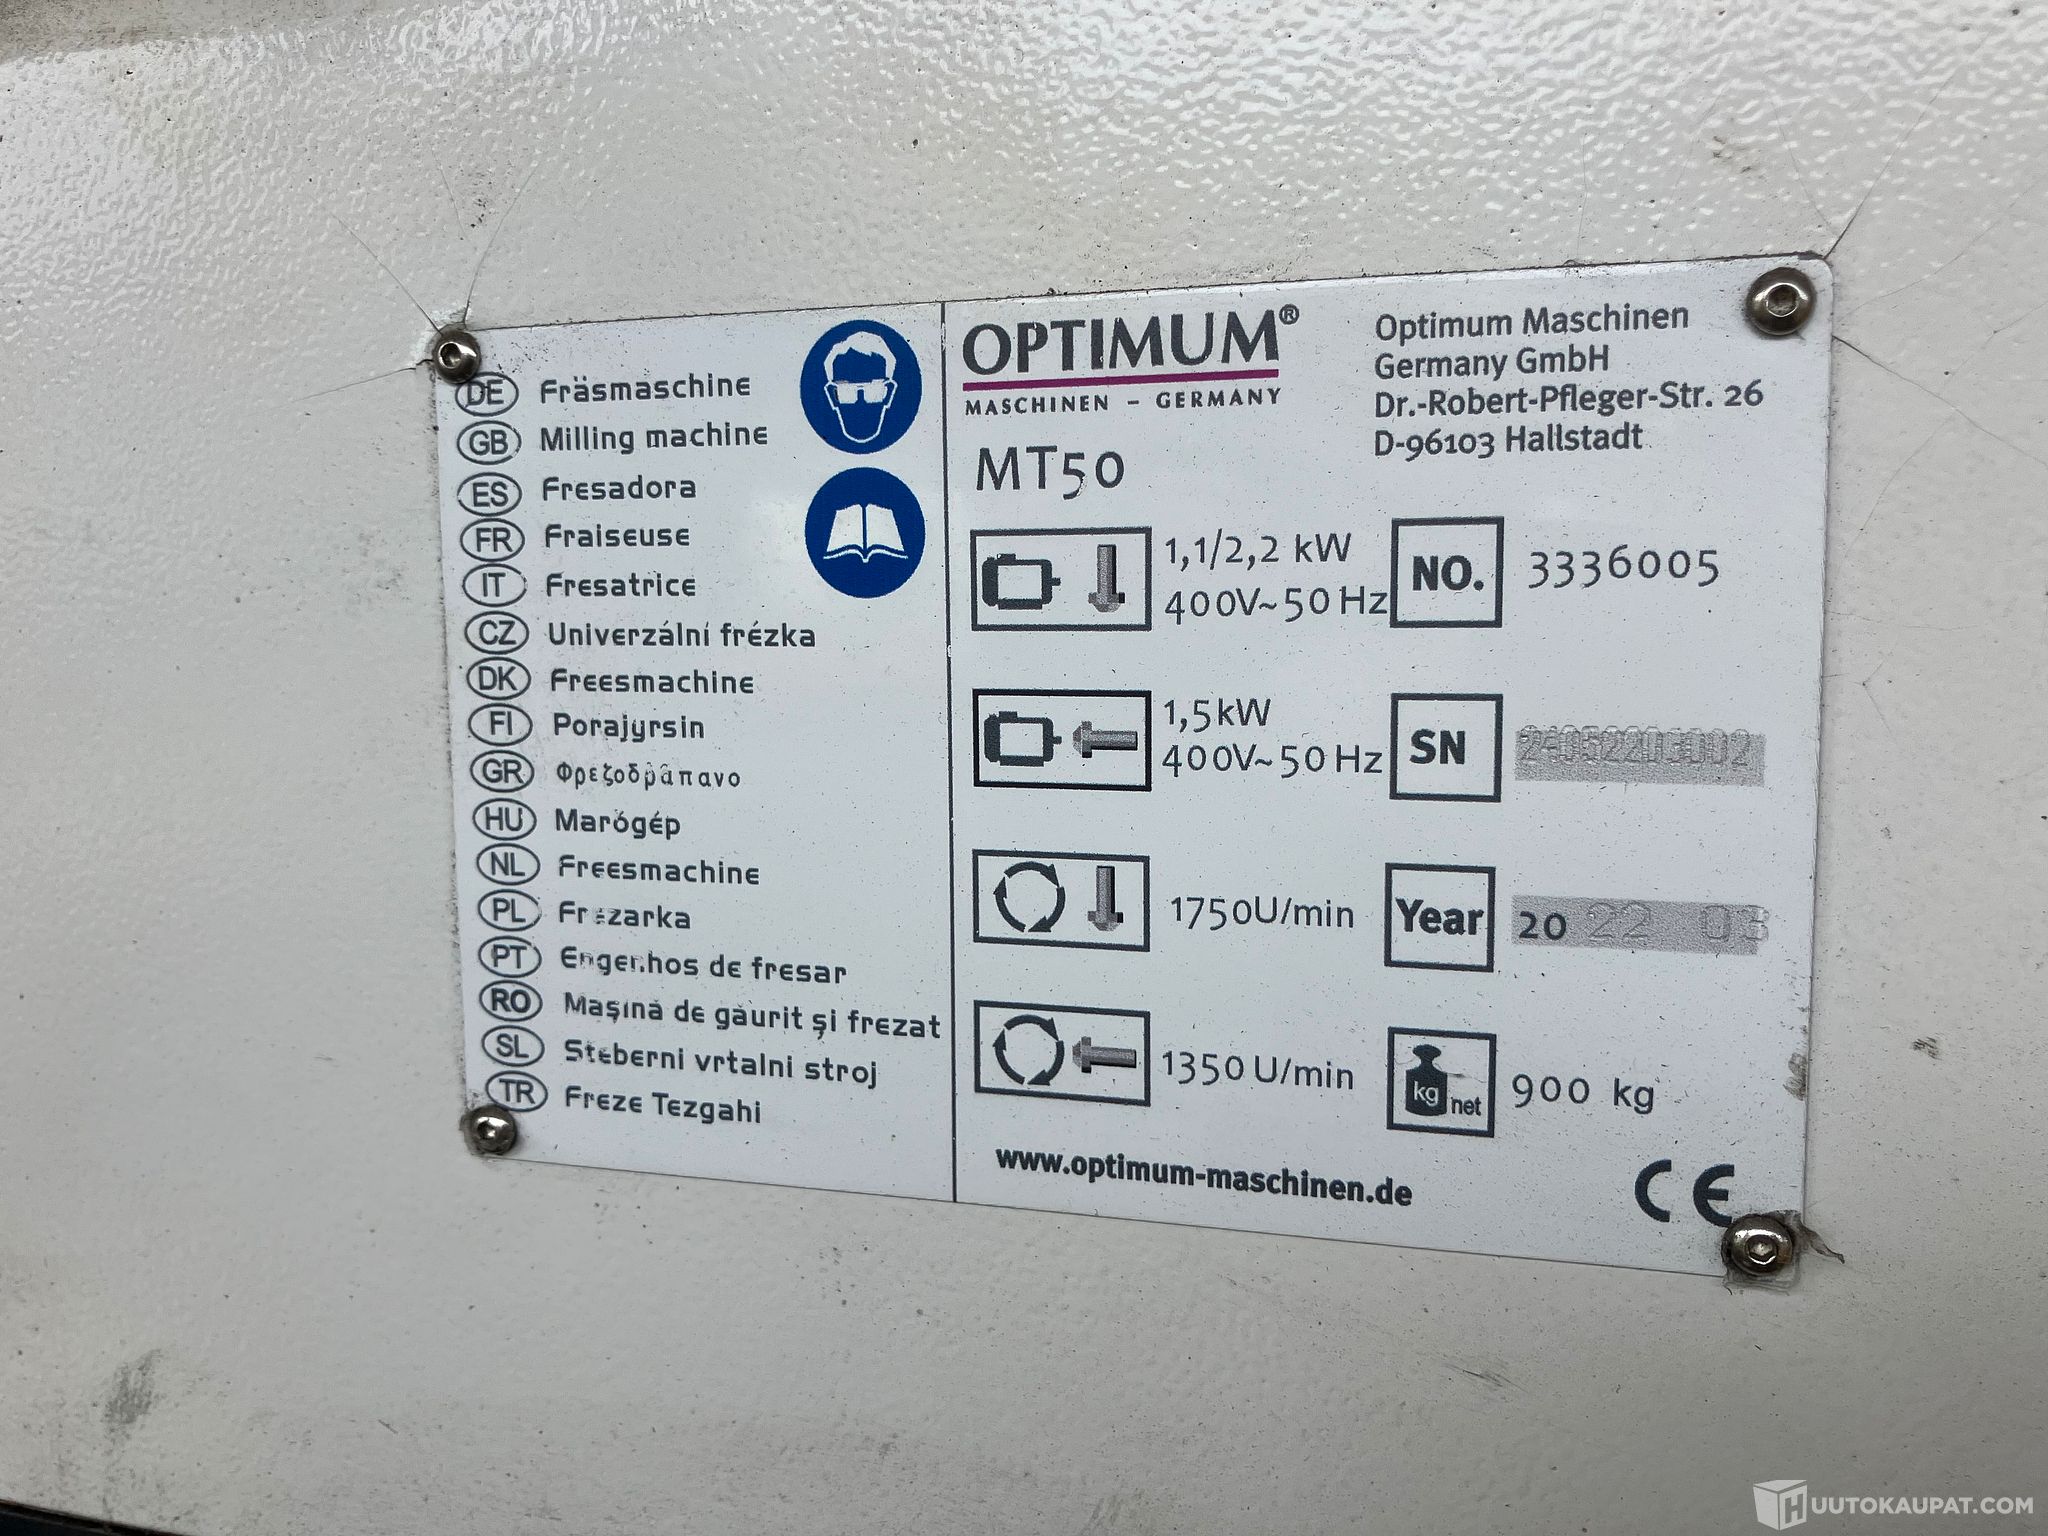 DE Fräsmaschine
GB Milling machine
ES Fresadora
FR Fraiseuse
IT Fresatrice
CZ Univerzální frézka
DK Freesmachine
FI Porajyrsin
GR Φρεζοδράπανο
HU Marógép
NL Freesmachine
PL Frezarka
PT Engenhos de fresar
RO Maşină de găurit şi frezat
SL Steberni vrtalni stroj
TR Freze Tezgahi
OPTIMUM®
MASCHINEN – GERMANY
Optimum Maschinen
Germany GmbH
Dr.-Robert-Pfleger-Str. 26
D-96103 Hallstadt
MT50
1,1/2,2 kW
400V~50 Hz
NO. 3336005
1,5kW
400V~50 Hz
SN
1750U/min
Year 20 22 03
1350 U/min
kg net 900 kg
www.optimum-maschinen.de
CE
HUUTOKAUPAT.COM